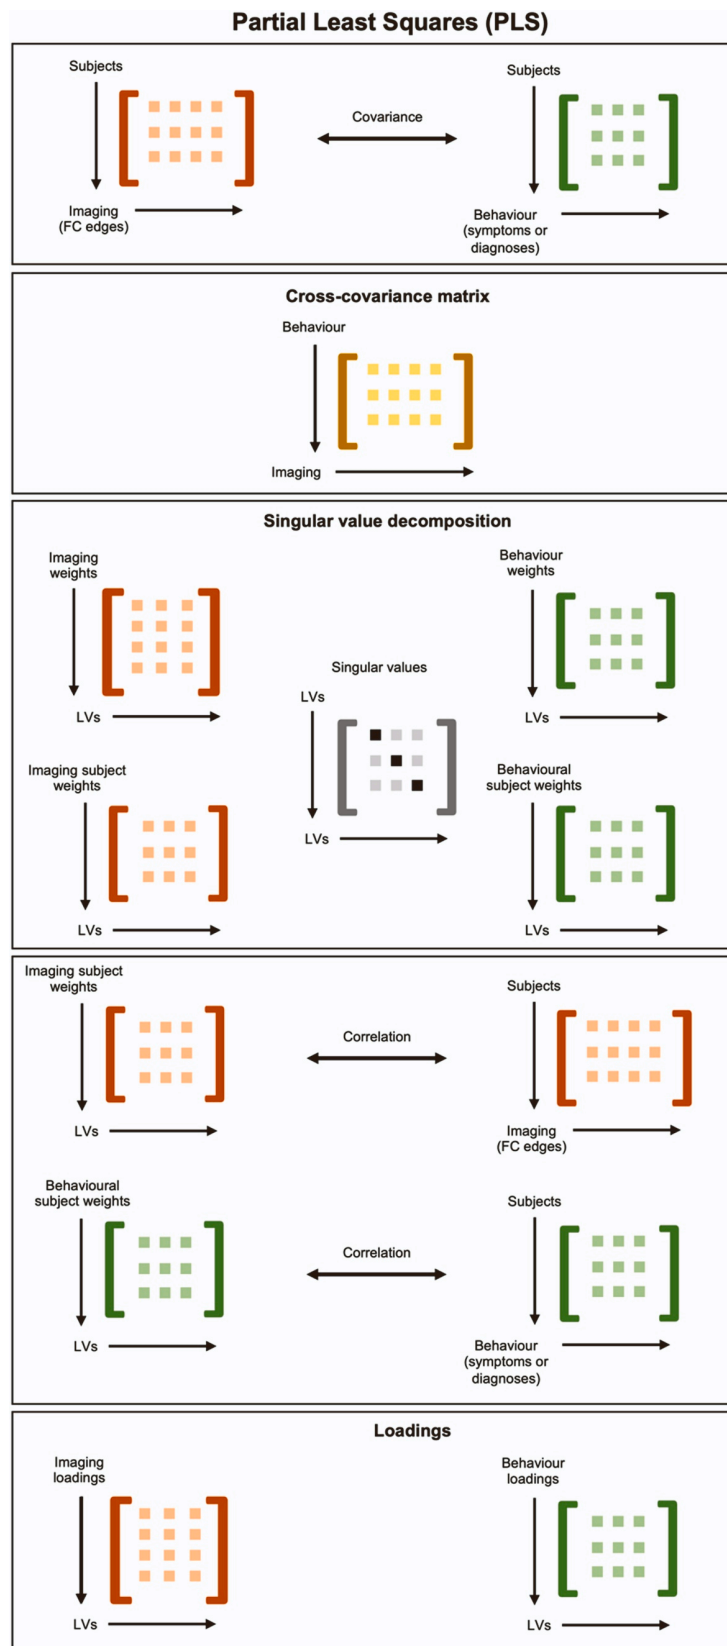 Partial Least Squares (PLS)
Subjects
Subjects
Covariance
Imaging
(FC edges)
Behaviour
(symptoms or
diagnoses)
Cross-covariance matrix
Behaviour
Imaging
Singular value decomposition
Imaging
weights
Behaviour
weights
Singular values
LVs
LVs
LVs
Imaging subject
weights
Behavioural
subject weights
LVs
LVs
LVs
Imaging subject
weights
Subjects
Correlation
LVs
Imaging
(FC edges)
Behavioural
subject weights
Subjects
Correlation
LVs
Behaviour
(symptoms or
diagnoses)
Loadings
Imaging
loadings
Behaviour
loadings
LVs
LVs